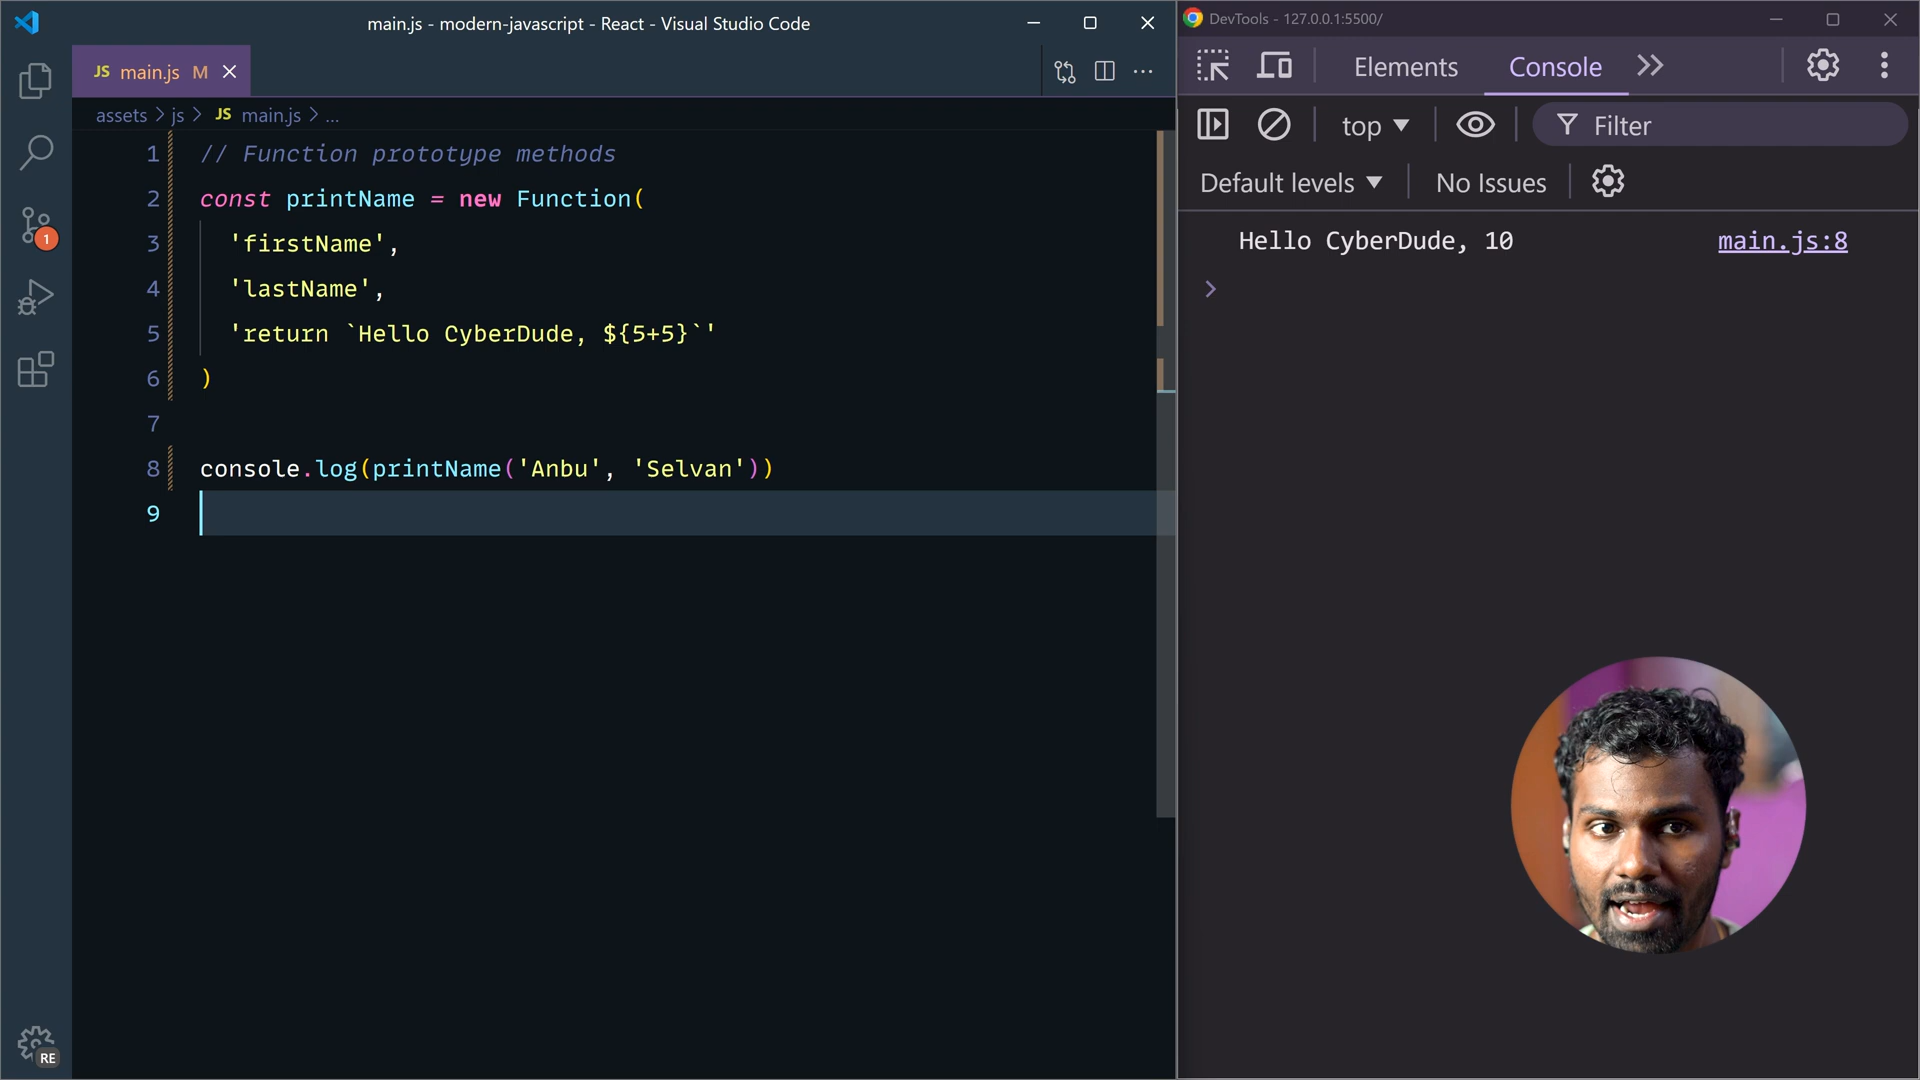 main.js - modern-javascript - React - Visual Studio Code
JS main.js M
assets > js > JS main.js > ...
1 // Function prototype methods
2 const printName = new Function(
3 'firstName',
4 'lastName',
5 'return `Hello CyberDude, ${5+5}`'
6 )
7
8 console.log(printName('Anbu', 'Selvan'))
9
1
RE
DevTools - 127.0.0.1:5500/
Elements Console
top Filter
Default levels No Issues
Hello CyberDude, 10 main.js:8